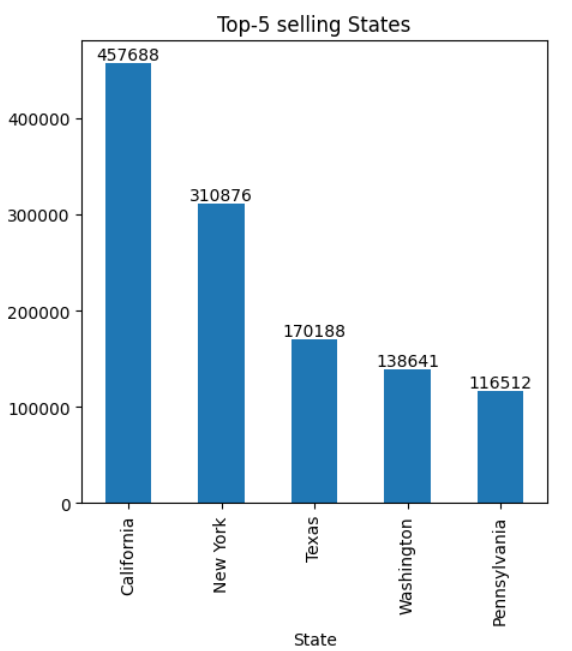 Top-5 selling States
457688
310876
170188
138641
116512
400000
300000
200000
100000
0
California
New York
Texas
Washington
Pennsylvania
State